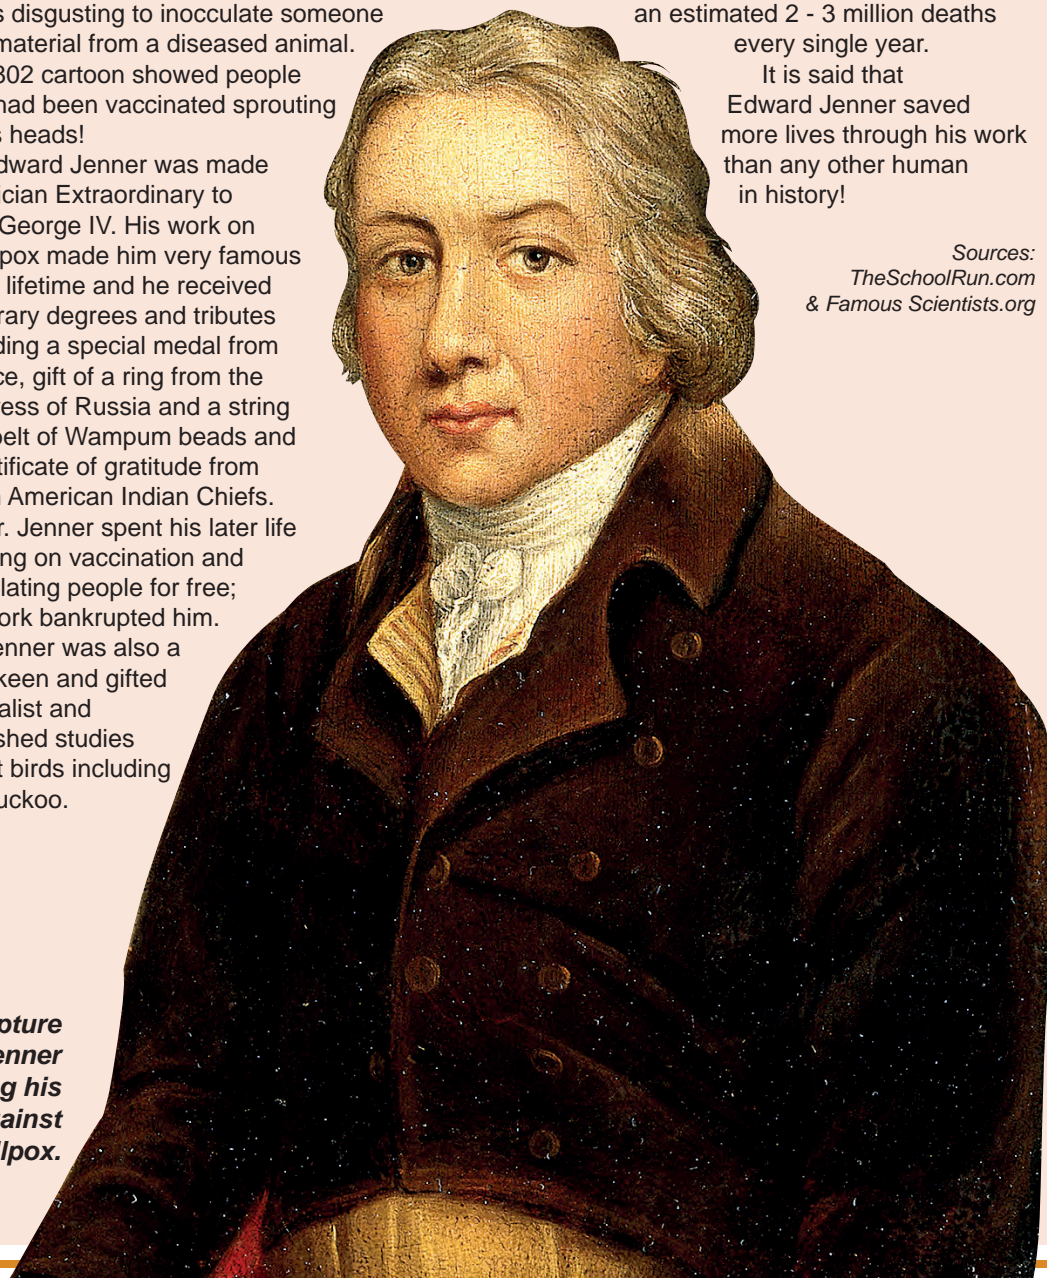 disgusting to inocculate someone
material from a diseased animal.
802 cartoon showed people
had been vaccinated sprouting
heads!
dward Jenner was made
ician Extraordinary to
George IV. His work on
pox made him very famous
lifetime and he received
rary degrees and tributes
ding a special medal from
ce, gift of a ring from the
ress of Russia and a string
belt of Wampum beads and
tificate of gratitude from
American Indian Chiefs.
r. Jenner spent his later life
ng on vaccination and
lating people for free;
ork bankrupted him.
enner was also a
keen and gifted
alist and
shed studies
t birds including
uckoo.
pture
enner
g his
ainst
lpox.
an estimated 2 - 3 million deaths
every single year.
It is said that
Edward Jenner saved
more lives through his work
than any other human
in history!
Sources:
TheSchoolRun.com
& Famous Scientists.org